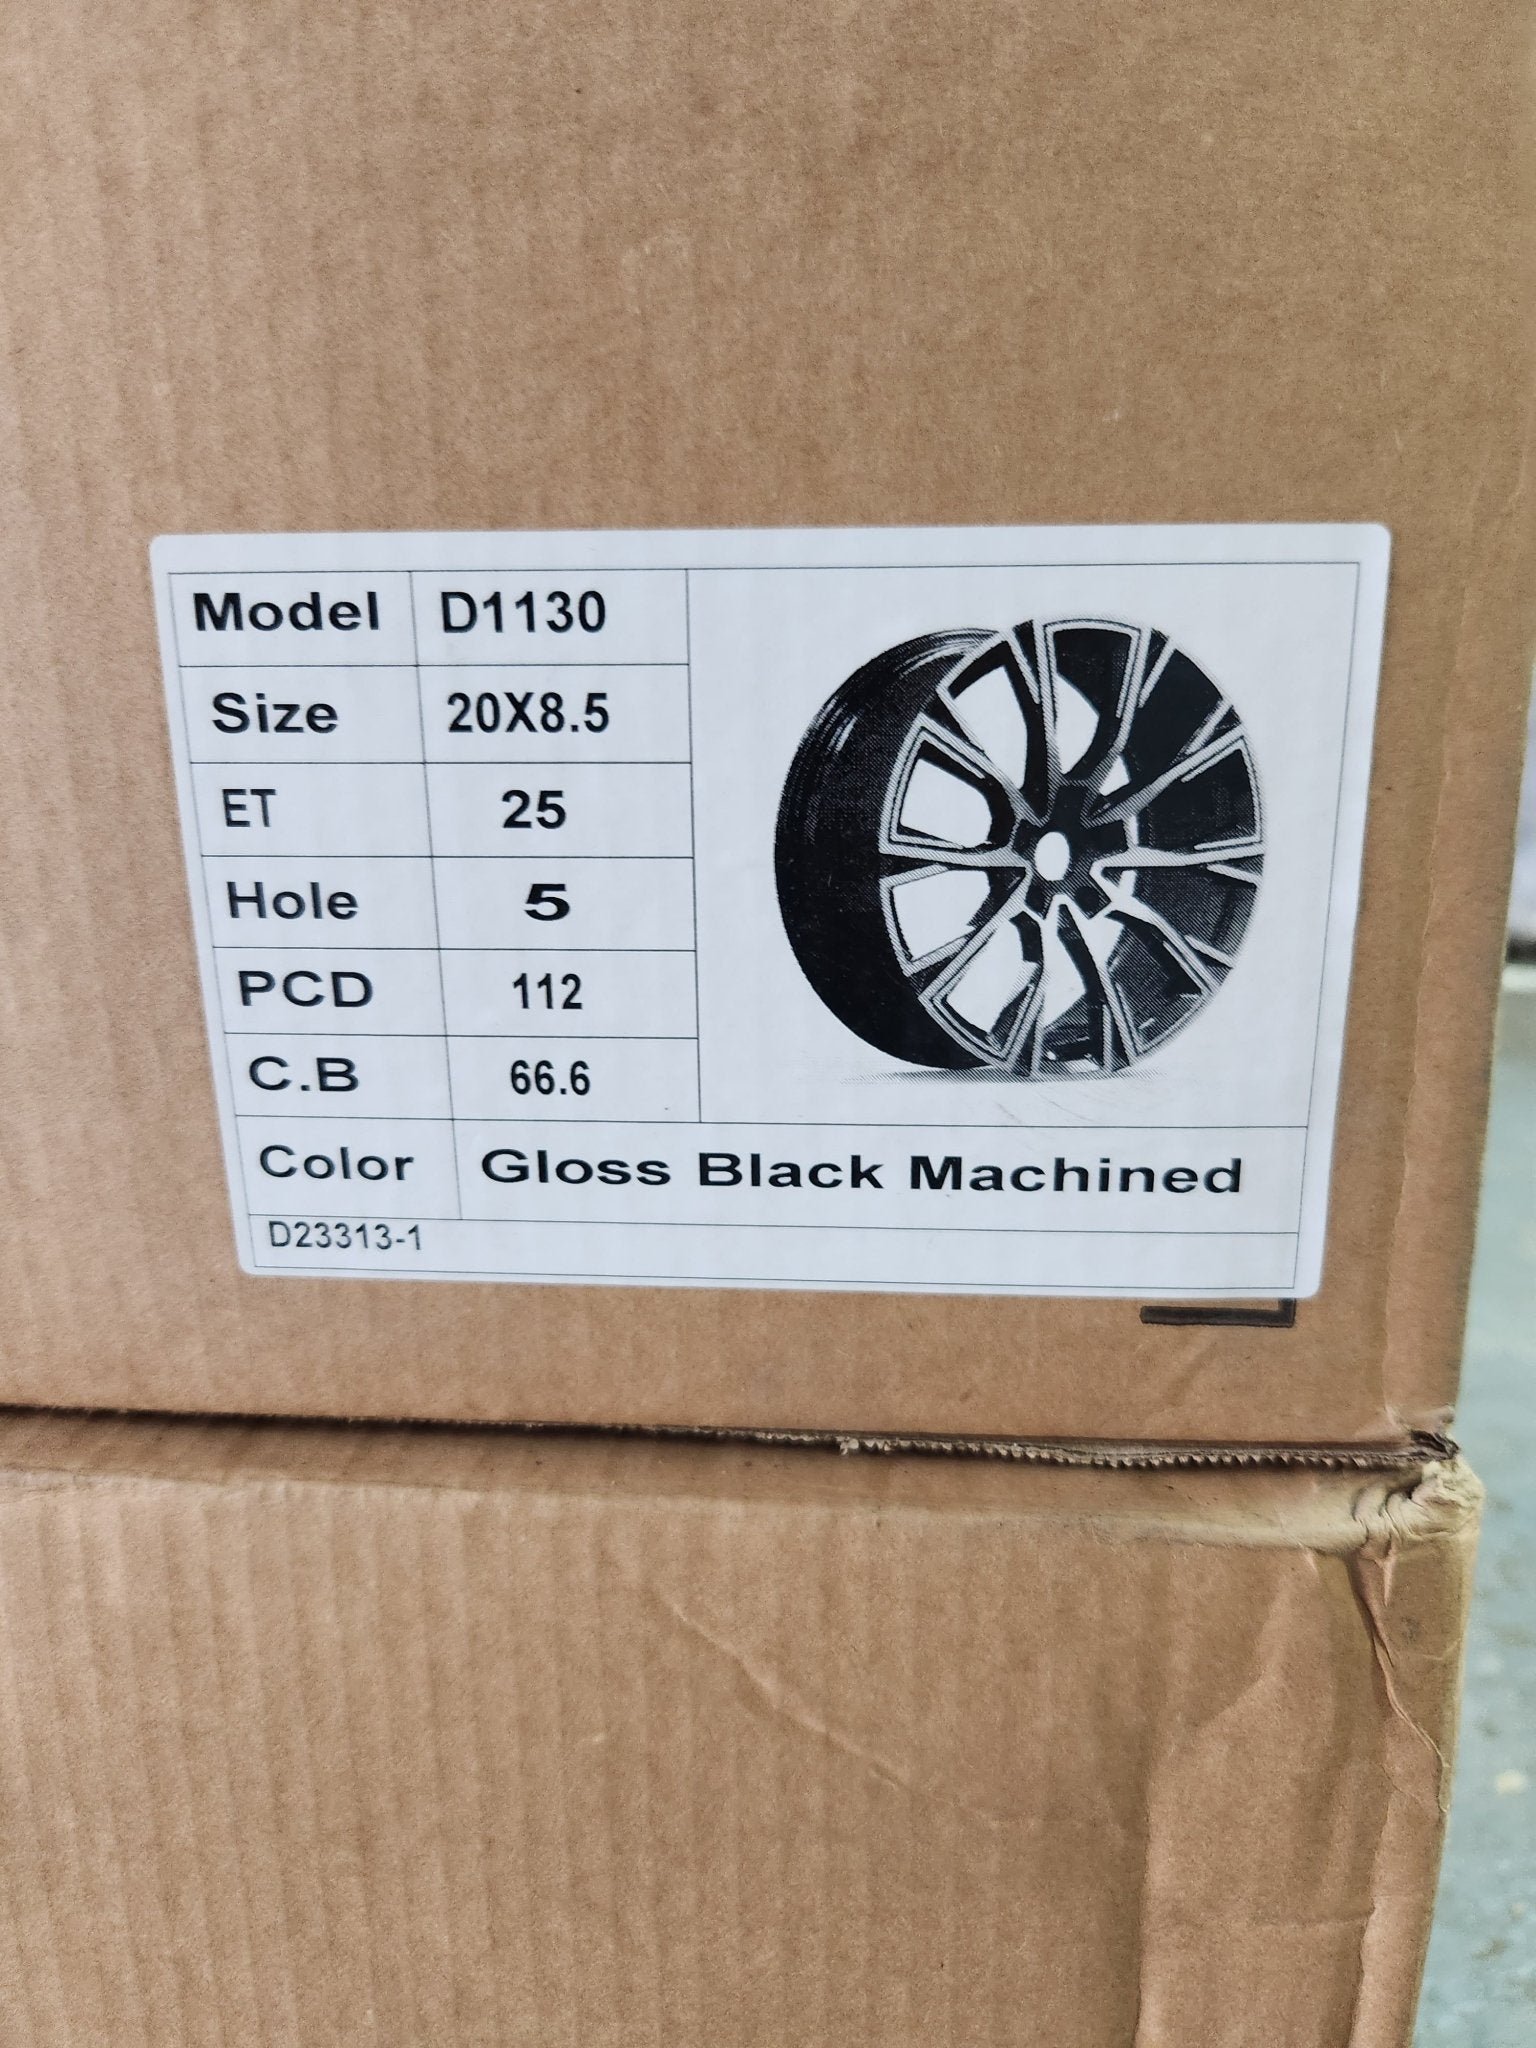 Model D1130
Size 20X8.5
ET 25
Hole 5
PCD 112
C.B 66.6
Color Gloss Black Machined
D23313-1